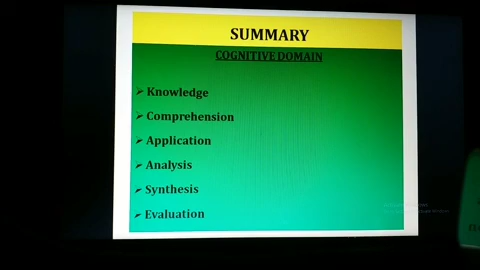 SUMMARY
COGNITIVE DOMAIN
➢ Knowledge
➢ Comprehension
➢ Application
➢ Analysis
➢ Synthesis
➢ Evaluation